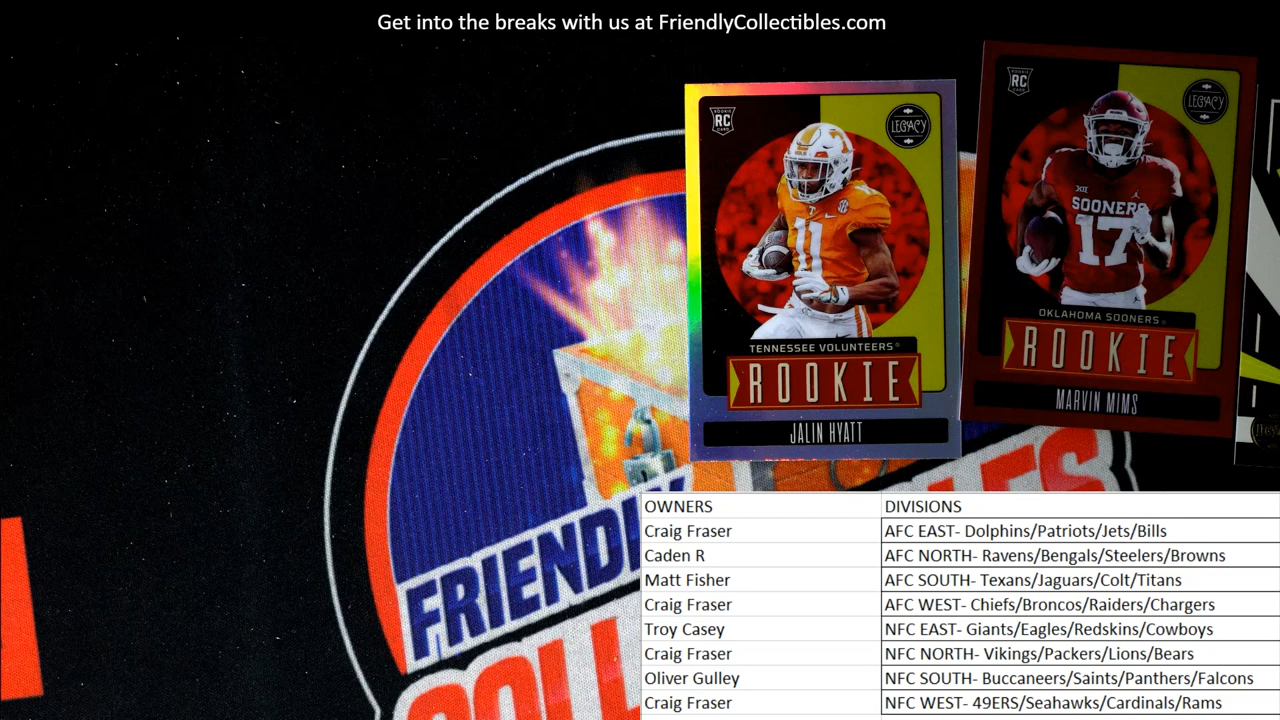 Get into the breaks with us at FriendlyCollectibles.com
ROOKIE
RC
CARD
LEGACY
11
TENNESSEE VOLUNTEERS®
ROOKIE
JALIN HYATT
RC
LEGACY
XII
SOONERS
17
OKLAHOMA SOONERS®
ROOKIE
MARVIN MIMS
FRIENDLY
OWNERS DIVISIONS
Craig Fraser AFC EAST- Dolphins/Patriots/Jets/Bills
Caden R AFC NORTH- Ravens/Bengals/Steelers/Browns
Matt Fisher AFC SOUTH- Texans/Jaguars/Colt/Titans
Craig Fraser AFC WEST- Chiefs/Broncos/Raiders/Chargers
Troy Casey NFC EAST- Giants/Eagles/Redskins/Cowboys
Craig Fraser NFC NORTH- Vikings/Packers/Lions/Bears
Oliver Gulley NFC SOUTH- Buccaneers/Saints/Panthers/Falcons
Craig Fraser NFC WEST- 49ERS/Seahawks/Cardinals/Rams